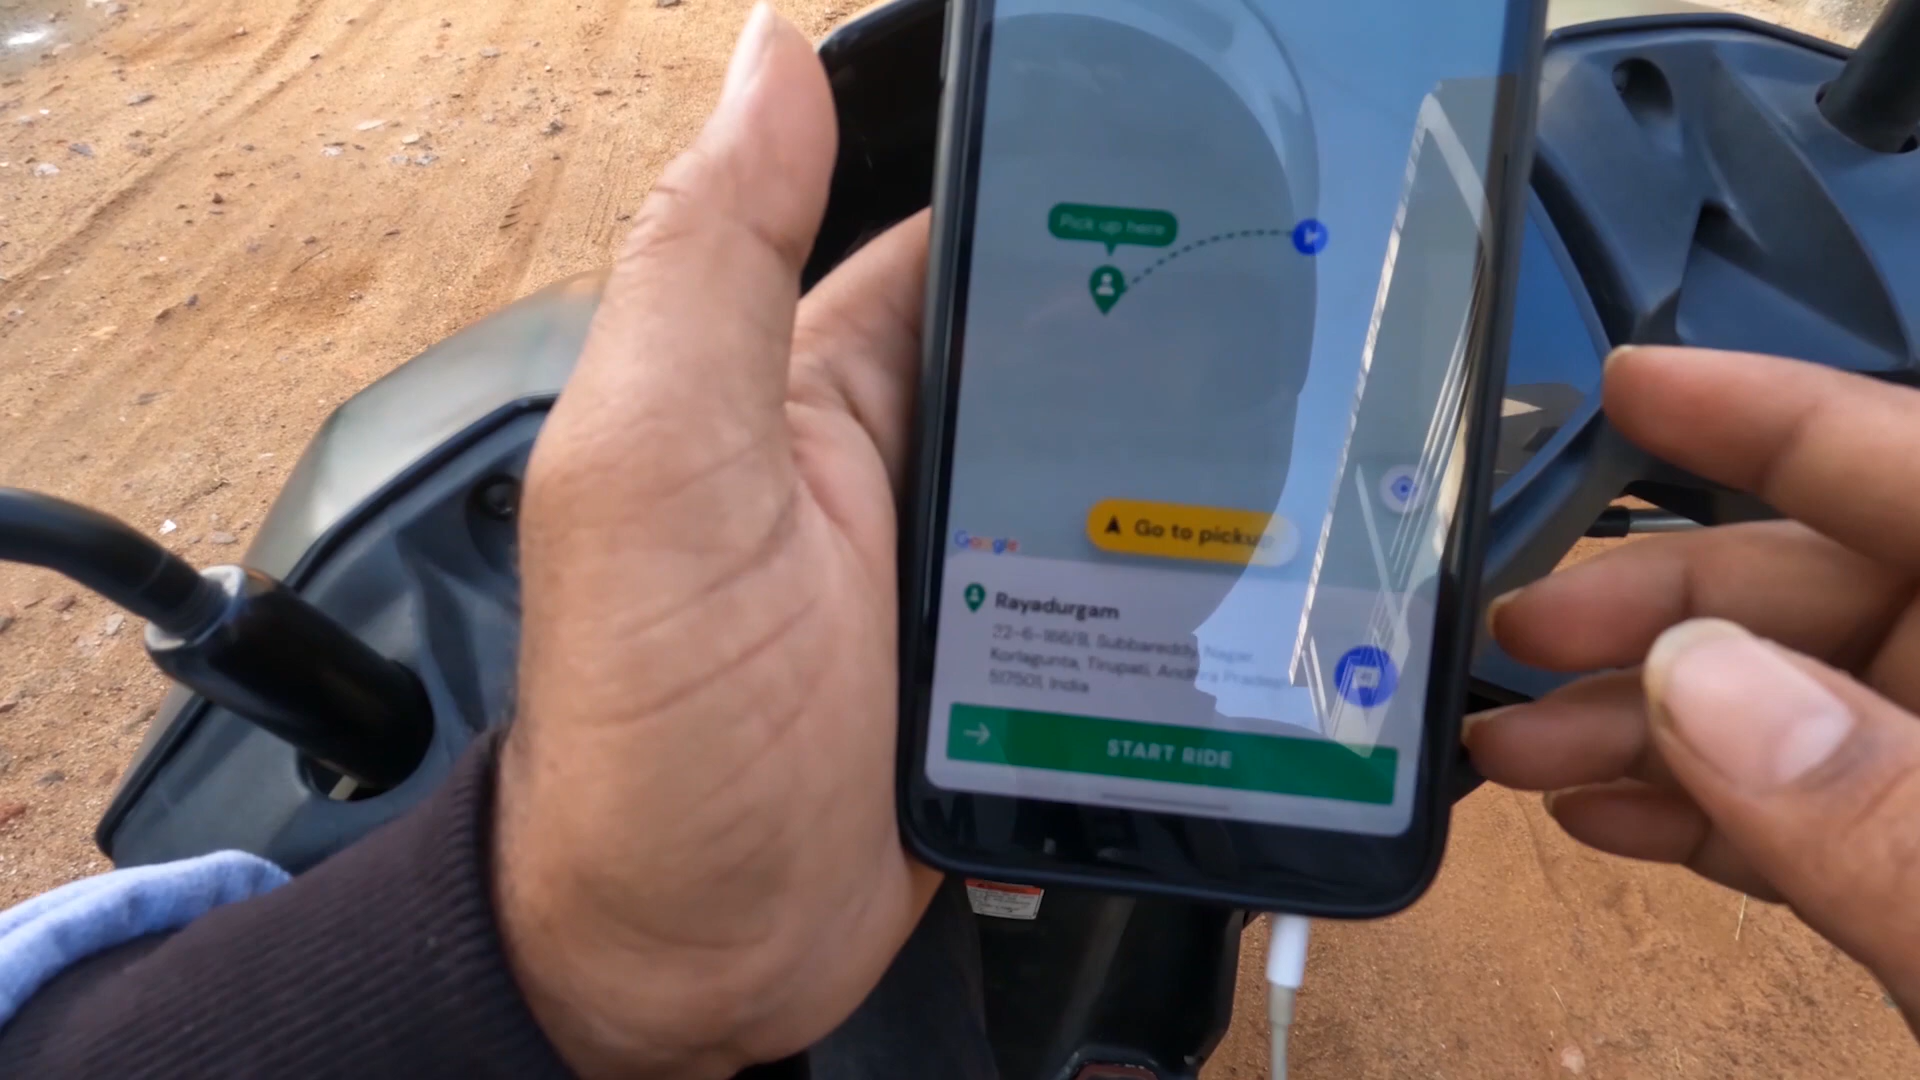 Pick up here
Go to pickup
Google
Rayadurgam
22-6-166/B, Subbareddy Nagar,
Korlagunta, Tirupati, Andhra Pradesh
517501, India
START RIDE